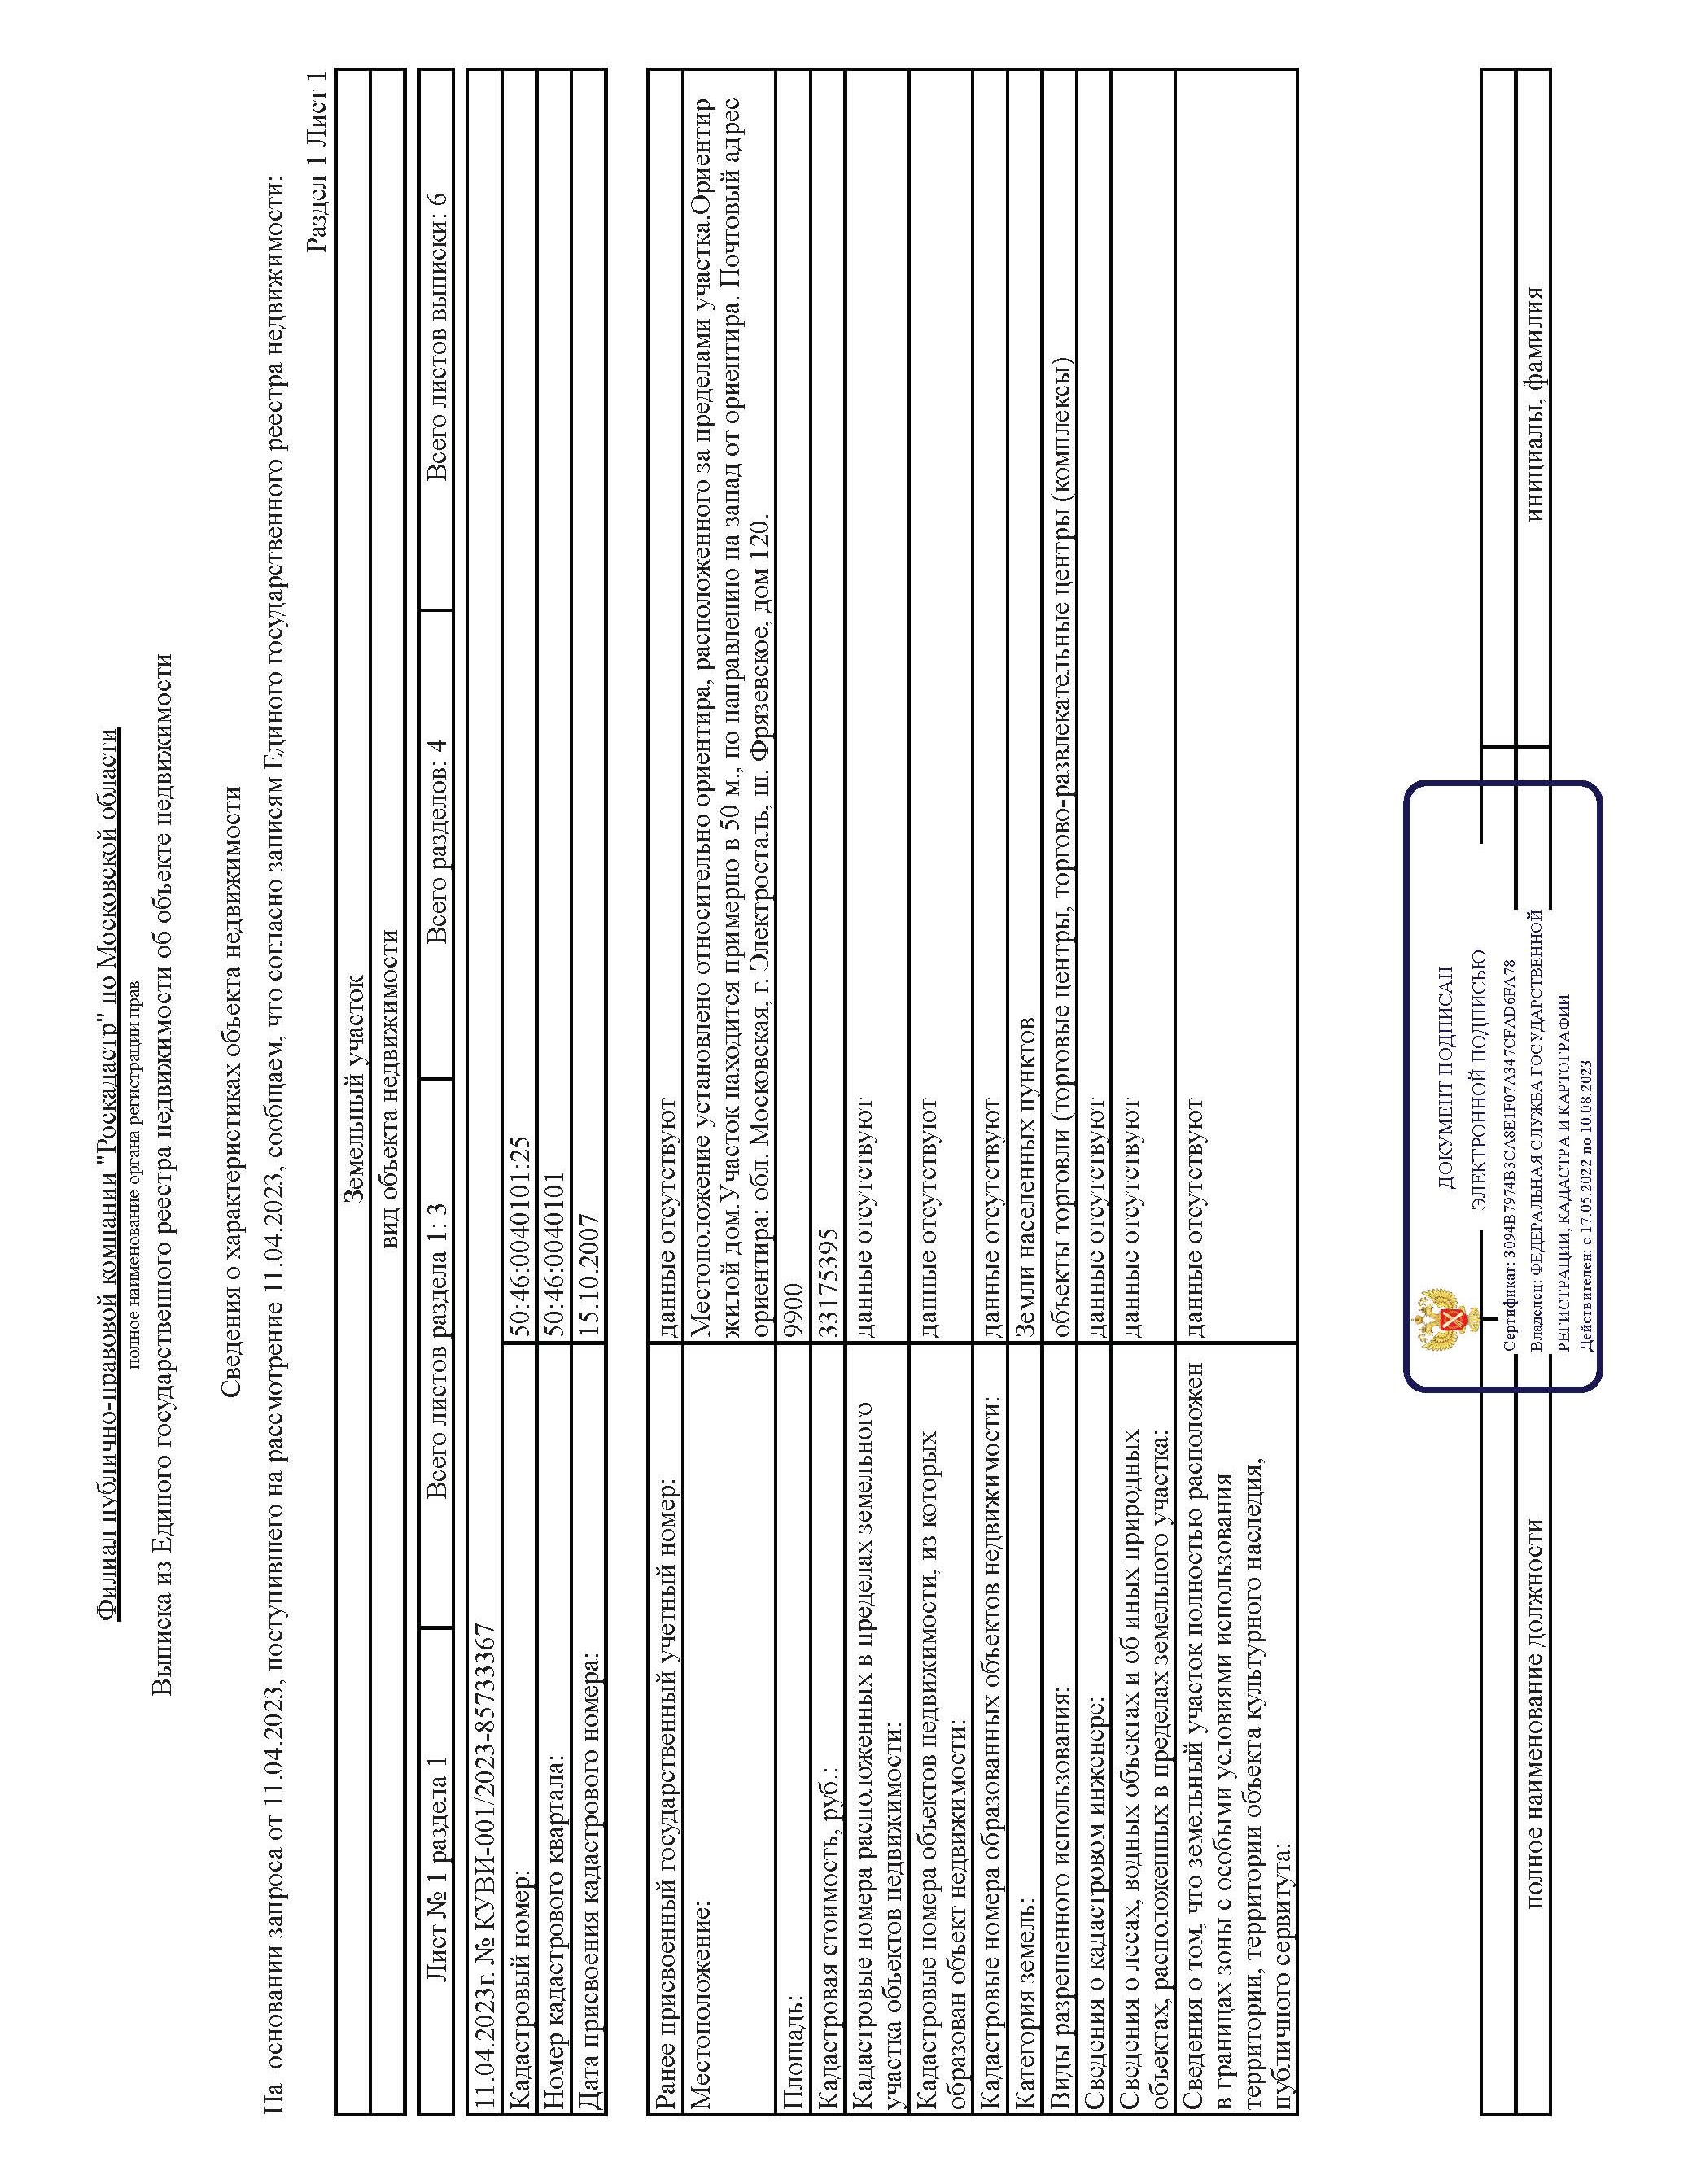 Филиал публично-правовой компании "Роскадастр" по Московской области
полное наименование органа регистрации прав
Выписка из Единого государственного реестра недвижимости об объекте недвижимости
Сведения о характеристиках объекта недвижимости
На основании запроса от 11.04.2023, поступившего на рассмотрение 11.04.2023, сообщаем, что согласно записям Единого государственного реестра недвижимости:
Раздел 1 Лист 1
Земельный участок
вид объекта недвижимости
Лист № 1 раздела 1 Всего листов раздела 1: 3 Всего разделов: 4 Всего листов выписки: 6
11.04.2023г. № КУВИ-001/2023-85733367
Кадастровый номер: 50:46:0040101:25
Номер кадастрового квартала: 50:46:0040101
Дата присвоения кадастрового номера: 15.10.2007
Ранее присвоенный государственный учетный номер: данные отсутствуют
Местоположение: Местоположение установлено относительно ориентира, расположенного за пределами участка.Ориентир
жилой дом.Участок находится примерно в 50 м., по направлению на запад от ориентира. Почтовый адрес
ориентира: обл. Московская, г. Электросталь, ш. Фрязевское, дом 120.
Площадь: 9900
Кадастровая стоимость, руб.: 33175395
Кадастровые номера расположенных в пределах земельного данные отсутствуют
участка объектов недвижимости:
Кадастровые номера объектов недвижимости, из которых данные отсутствуют
образован объект недвижимости:
Кадастровые номера образованных объектов недвижимости: данные отсутствуют
Категория земель: Земли населенных пунктов
Виды разрешенного использования: объекты торговли (торговые центры, торгово-развлекательные центры (комплексы)
Сведения о кадастровом инженере: данные отсутствуют
Сведения о лесах, водных объектах и об иных природных данные отсутствуют
объектах, расположенных в пределах земельного участка:
Сведения о том, что земельный участок полностью расположен данные отсутствуют
в границах зоны с особыми условиями использования
территории, территории объекта культурного наследия,
публичного сервитута:
ДОКУМЕНТ ПОДПИСАН
ЭЛЕКТРОННОЙ ПОДПИСЬЮ
Сертификат: 3094B7974B3CA8E1F07A347CFAD6FA78
Владелец: ФЕДЕРАЛЬНАЯ СЛУЖБА ГОСУДАРСТВЕННОЙ
РЕГИСТРАЦИИ, КАДАСТРА И КАРТОГРАФИИ
Действителен: с 17.05.2022 по 10.08.2023
полное наименование должности инициалы, фамилия